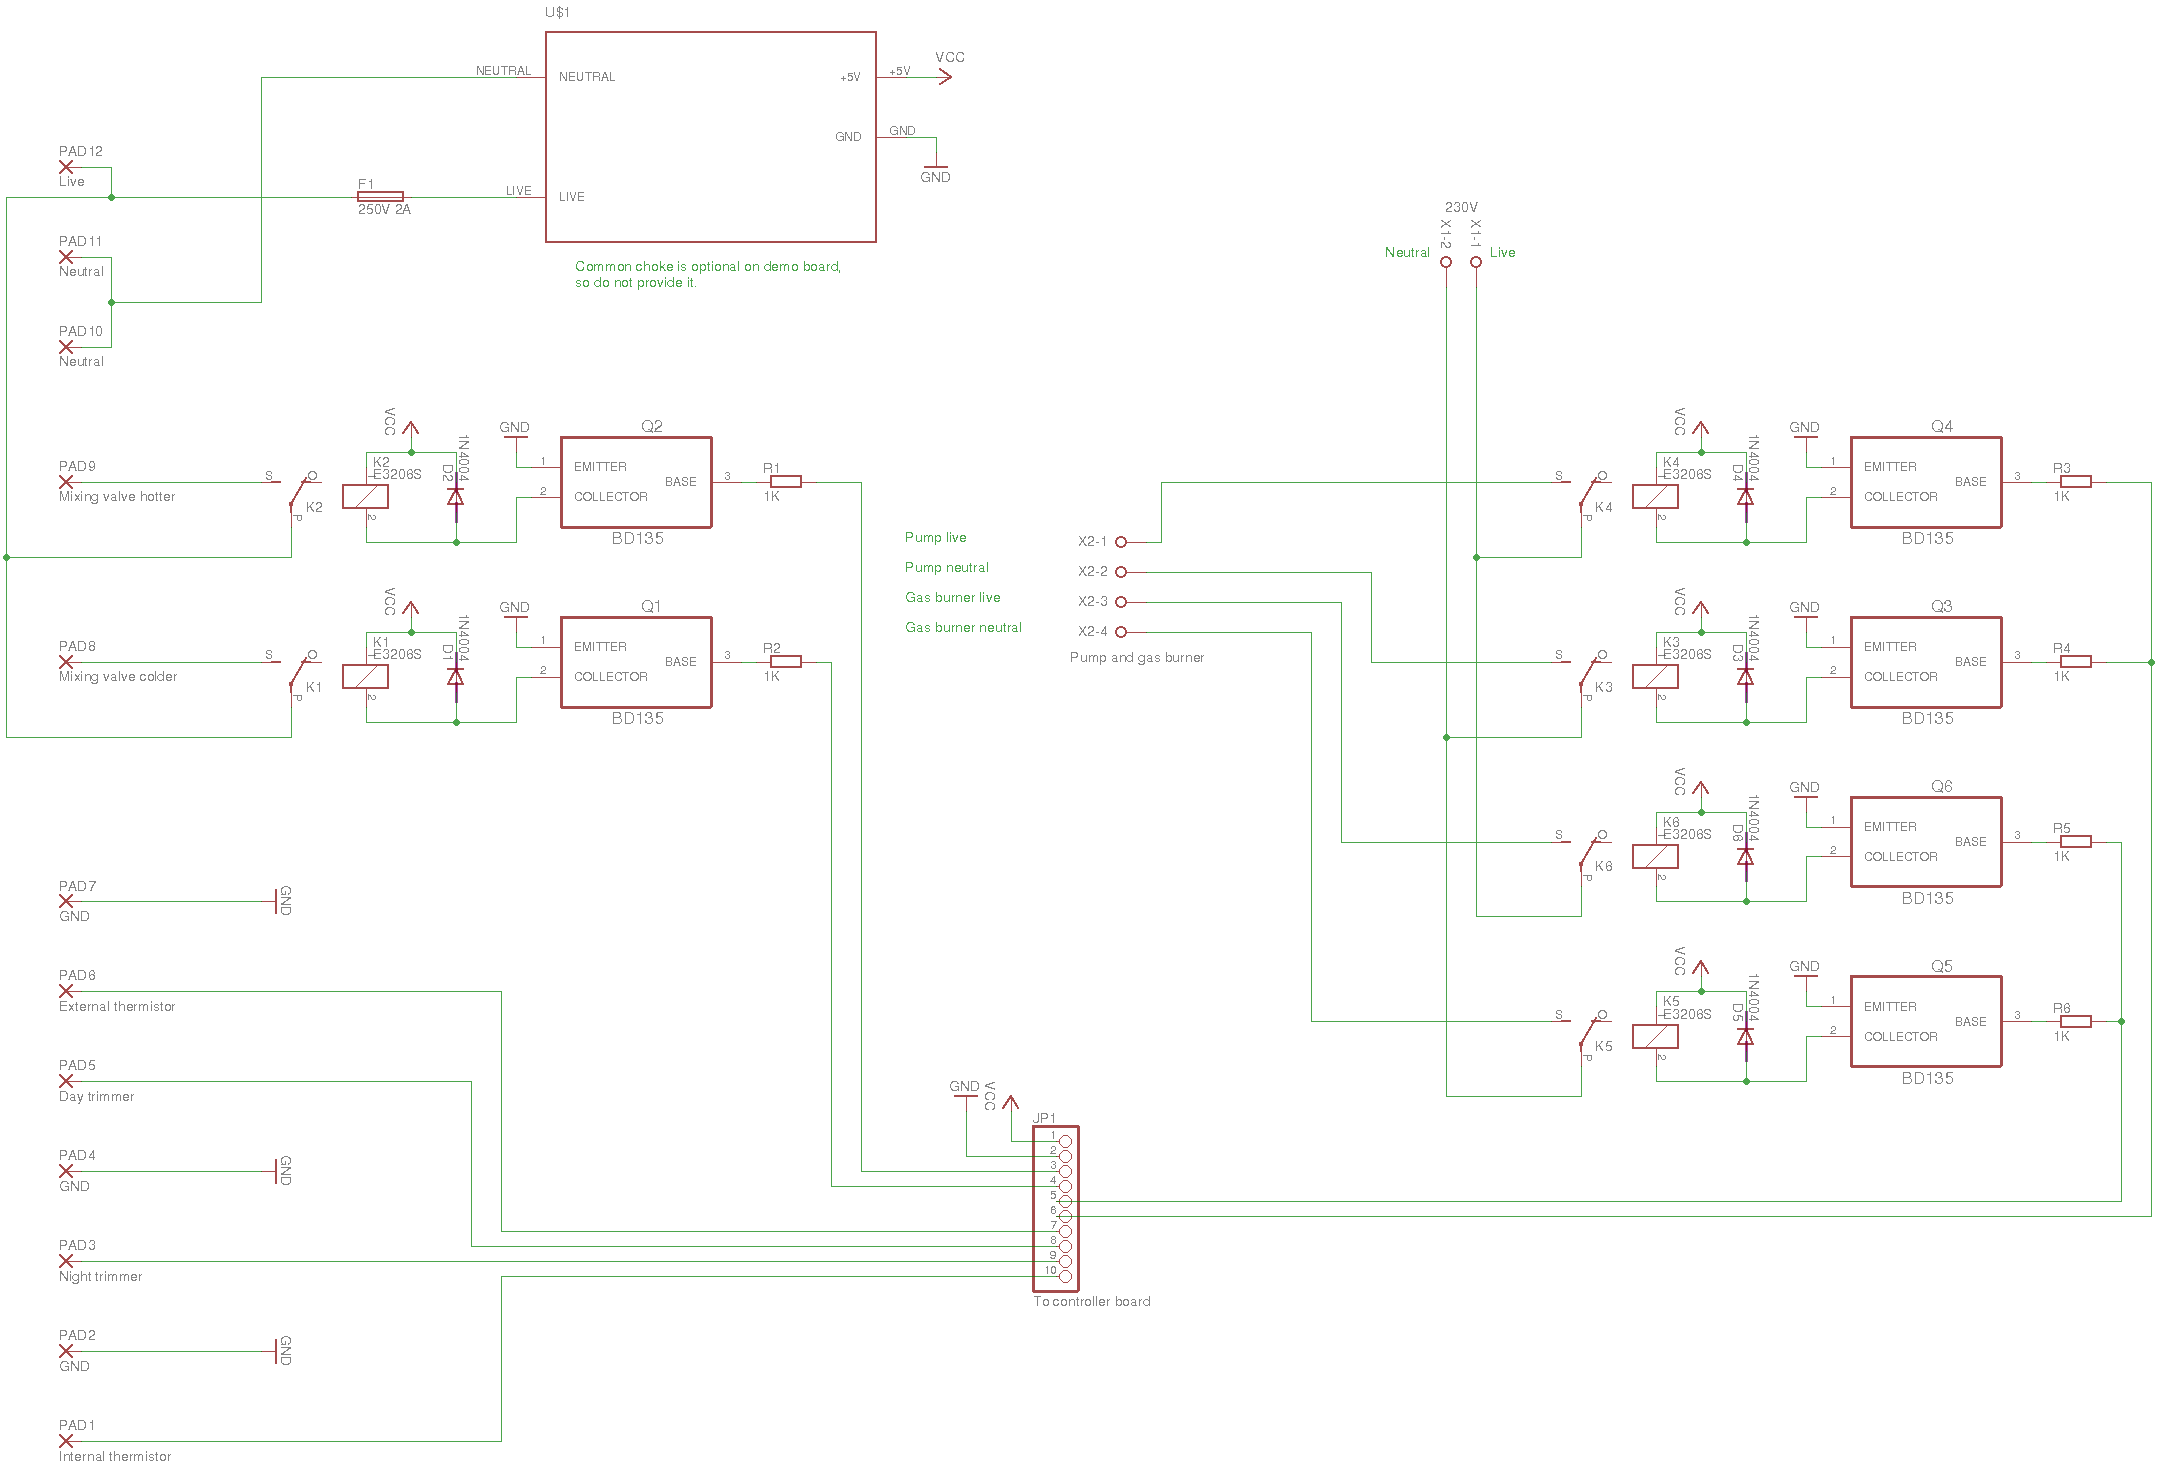 U$1
NEUTRAL
NEUTRAL
+5V
+5V
VCC
GND
GND
GND
LIVE
LIVE
F1
250V 2A
PAD12
Live
PAD11
Neutral
PAD10
Neutral
Common choke is optional on demo board,
so do not provide it.
230V
X1-2
X1-1
Neutral
Live
PAD9
Mixing valve hotter
S
O
P
K2
VCC
K2
E3206S
2
1N4004
D2
GND
Q2
1
EMITTER
2
COLLECTOR
BASE
3
BD135
R1
1K
PAD8
Mixing valve colder
S
O
P
K1
VCC
K1
E3206S
2
1N4004
D1
GND
Q1
1
EMITTER
2
COLLECTOR
BASE
3
BD135
R2
1K
Pump live
X2-1
Pump neutral
X2-2
Gas burner live
X2-3
Gas burner neutral
X2-4
Pump and gas burner
S
O
P
K4
VCC
K4
E3206S
2
1N4004
D4
GND
Q4
1
EMITTER
2
COLLECTOR
BASE
3
BD135
R3
1K
S
O
P
K3
VCC
K3
E3206S
2
1N4004
D3
GND
Q3
1
EMITTER
2
COLLECTOR
BASE
3
BD135
R4
1K
S
O
P
K6
VCC
K6
E3206S
2
1N4004
D6
GND
Q6
1
EMITTER
2
COLLECTOR
BASE
3
BD135
R5
1K
S
O
P
K5
VCC
K5
E3206S
2
1N4004
D5
GND
Q5
1
EMITTER
2
COLLECTOR
BASE
3
BD135
R6
1K
PAD7
GND
GND
PAD6
External thermistor
PAD5
Day trimmer
PAD4
GND
GND
PAD3
Night trimmer
PAD2
GND
GND
PAD1
Internal thermistor
GND
VCC
JP1
1
2
3
4
5
6
7
8
9
10
To controller board